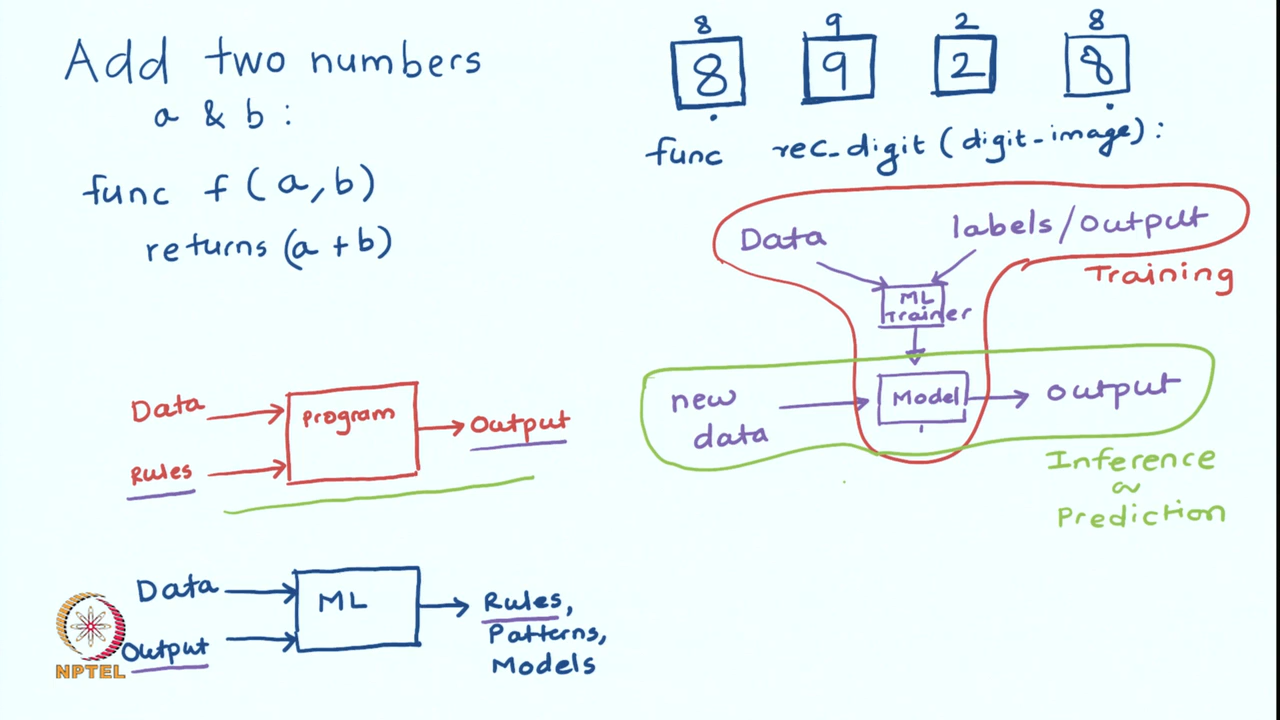 Add two numbers
a & b :
func f (a, b)
returns (a + b)
8 9 2 8
8 9 2 8
func rec_digit (digit-image) :
Data labels/output
Training
ML
Trainer
new
data
Model
output
Inference
~
Prediction
Data
Rules
Program
Output
Data
Output
ML
Rules,
Patterns,
Models
NPTEL